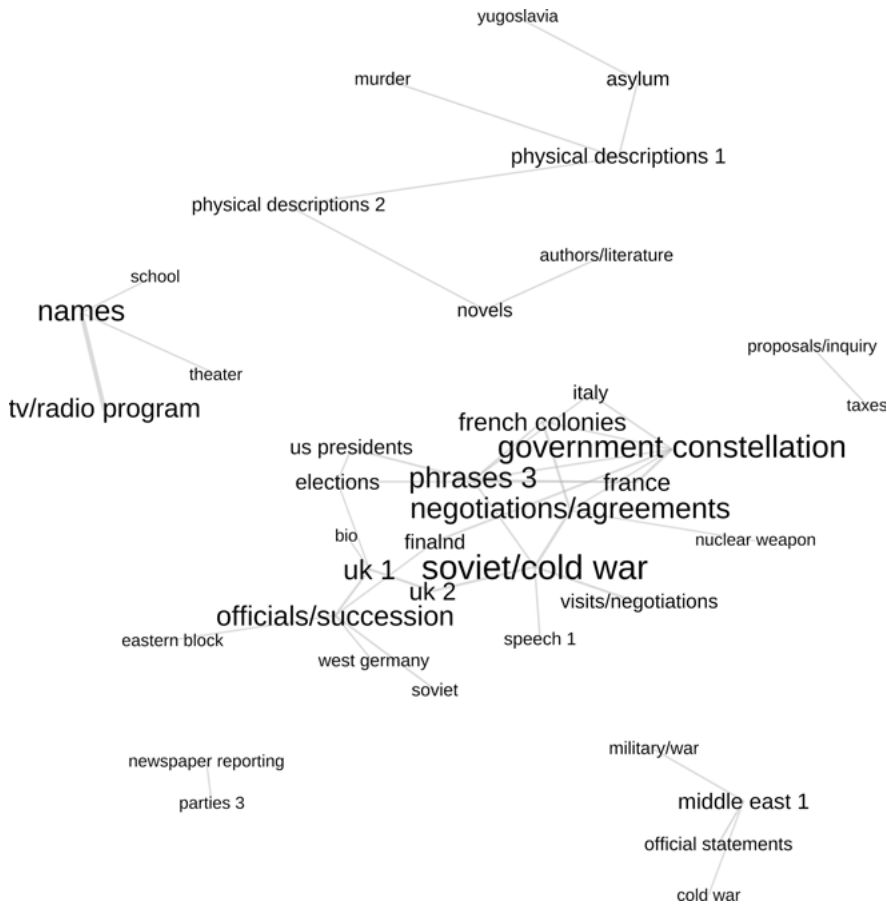 yugoslavia
murder
asylum
physical descriptions 1
physical descriptions 2
authors/literature
school
names
novels
proposals/inquiry
theater
italy
tv/radio program
taxes
french colonies
us presidents
government constellation
elections
phrases 3
france
negotiations/agreements
bio
finalnd
nuclear weapon
uk 1
soviet/cold war
uk 2
visits/negotiations
officials/succession
eastern block
speech 1
west germany
soviet
military/war
newspaper reporting
parties 3
middle east 1
official statements
cold war